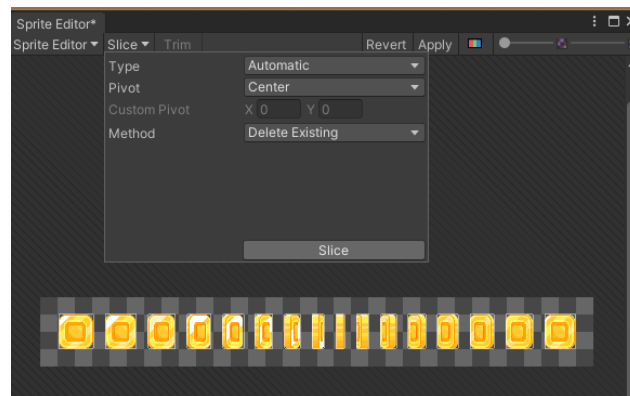 Sprite Editor*
Sprite Editor Slice Trim Revert Apply
Type Automatic
Pivot Center
Custom Pivot X 0 Y 0
Method Delete Existing
Slice